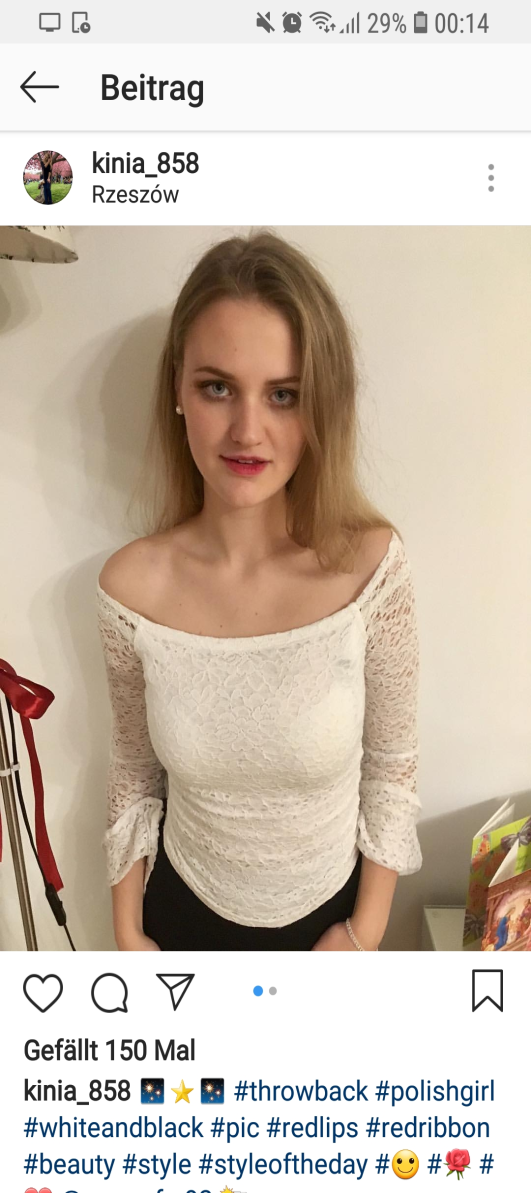 29% 00:14
Beitrag
kinia_858
Rzeszów
Gefällt 150 Mal
kinia_858 🎇⭐🎇 #throwback #polishgirl
#whiteandblack #pic #redlips #redribbon
#beauty #style #styleoftheday #🙂 #🌹 #